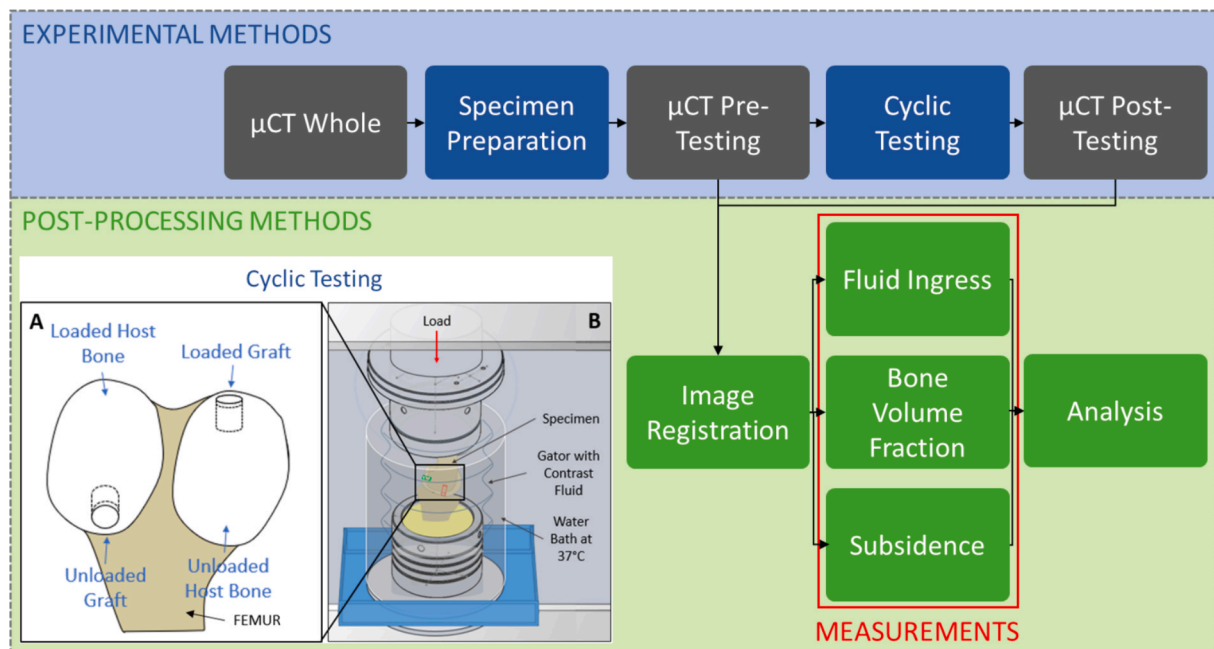 EXPERIMENTAL METHODS
µCT Whole
Specimen
Preparation
µCT Pre-
Testing
Cyclic
Testing
µCT Post-
Testing
POST-PROCESSING METHODS
Cyclic Testing
A
Loaded Host
Bone
Loaded Graft
Unloaded
Graft
Unloaded
Host Bone
FEMUR
B
Load
Specimen
Gator with
Contrast
Fluid
Water
Bath at
37°C
Image
Registration
Fluid Ingress
Bone
Volume
Fraction
Subsidence
Analysis
MEASUREMENTS